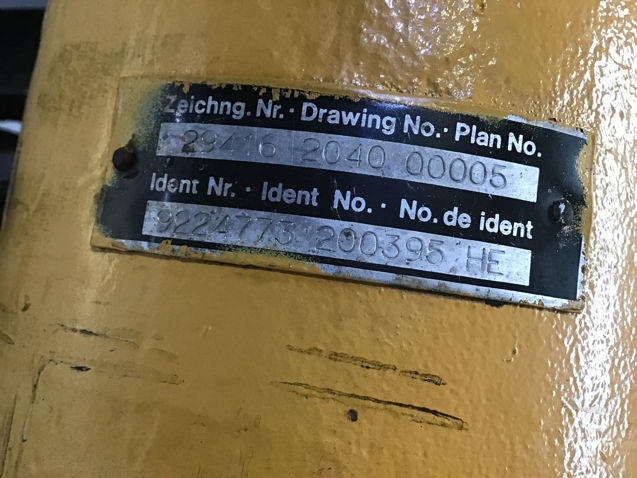 Zeichng. Nr. · Drawing No. · Plan No.
29416 2040 00005
Ident Nr. · Ident No. · No. de ident
9224773 200395 HE